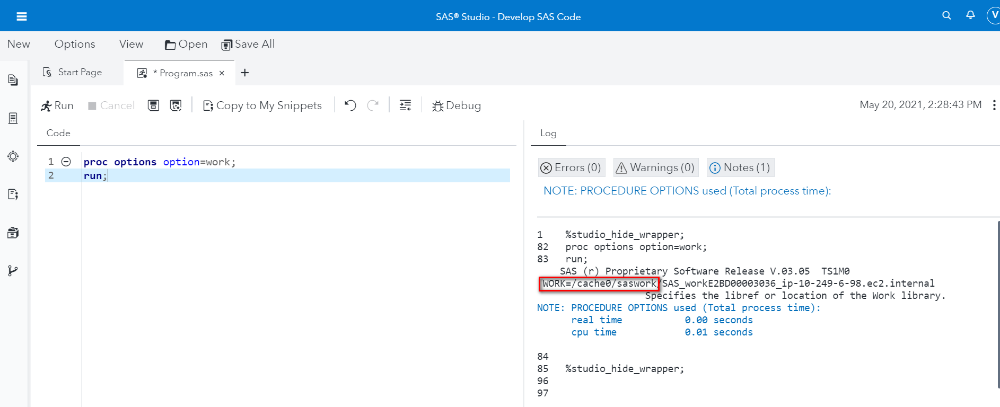 SAS® Studio - Develop SAS Code
V
New Options View Open Save All
Start Page * Program.sas × +
Run Cancel Copy to My Snippets Debug May 20, 2021, 2:28:43 PM
Code
1 proc options option=work;
2 run;
Log
Errors (0) Warnings (0) Notes (1)
NOTE: PROCEDURE OPTIONS used (Total process time):
1 %studio_hide_wrapper;
82 proc options option=work;
83 run;
SAS (r) Proprietary Software Release V.03.05 TS1M0
WORK=/cache0/saswork/SAS_workE2BD00003036_ip-10-249-6-98.ec2.internal
Specifies the libref or location of the Work library.
NOTE: PROCEDURE OPTIONS used (Total process time):
real time 0.00 seconds
cpu time 0.01 seconds
84
85 %studio_hide_wrapper;
96
97